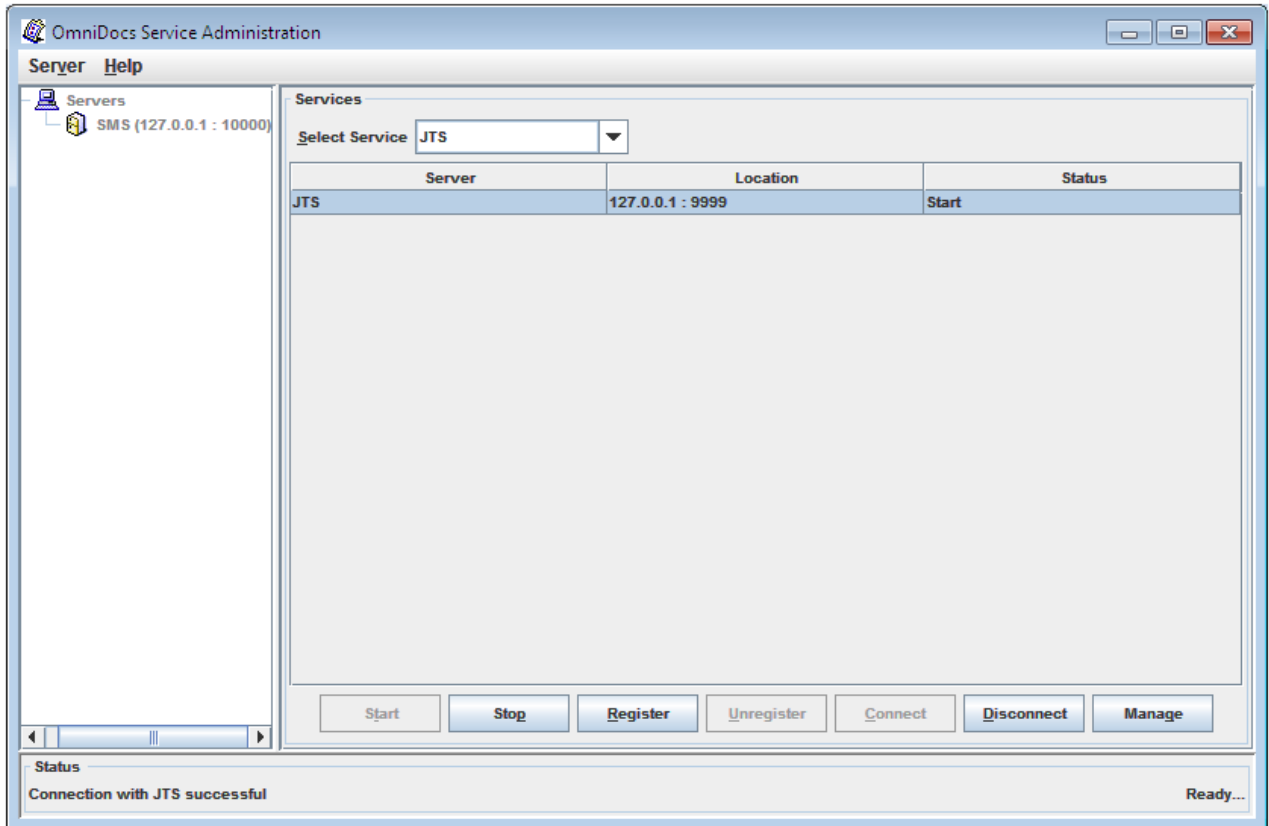 OmniDocs Service Administration
Server Help
Servers
SMS (127.0.0.1 : 10000)
Services
Select Service JTS
Server Location Status
JTS 127.0.0.1 : 9999 Start
Start Stop Register Unregister Connect Disconnect Manage
Status
Connection with JTS successful Ready...